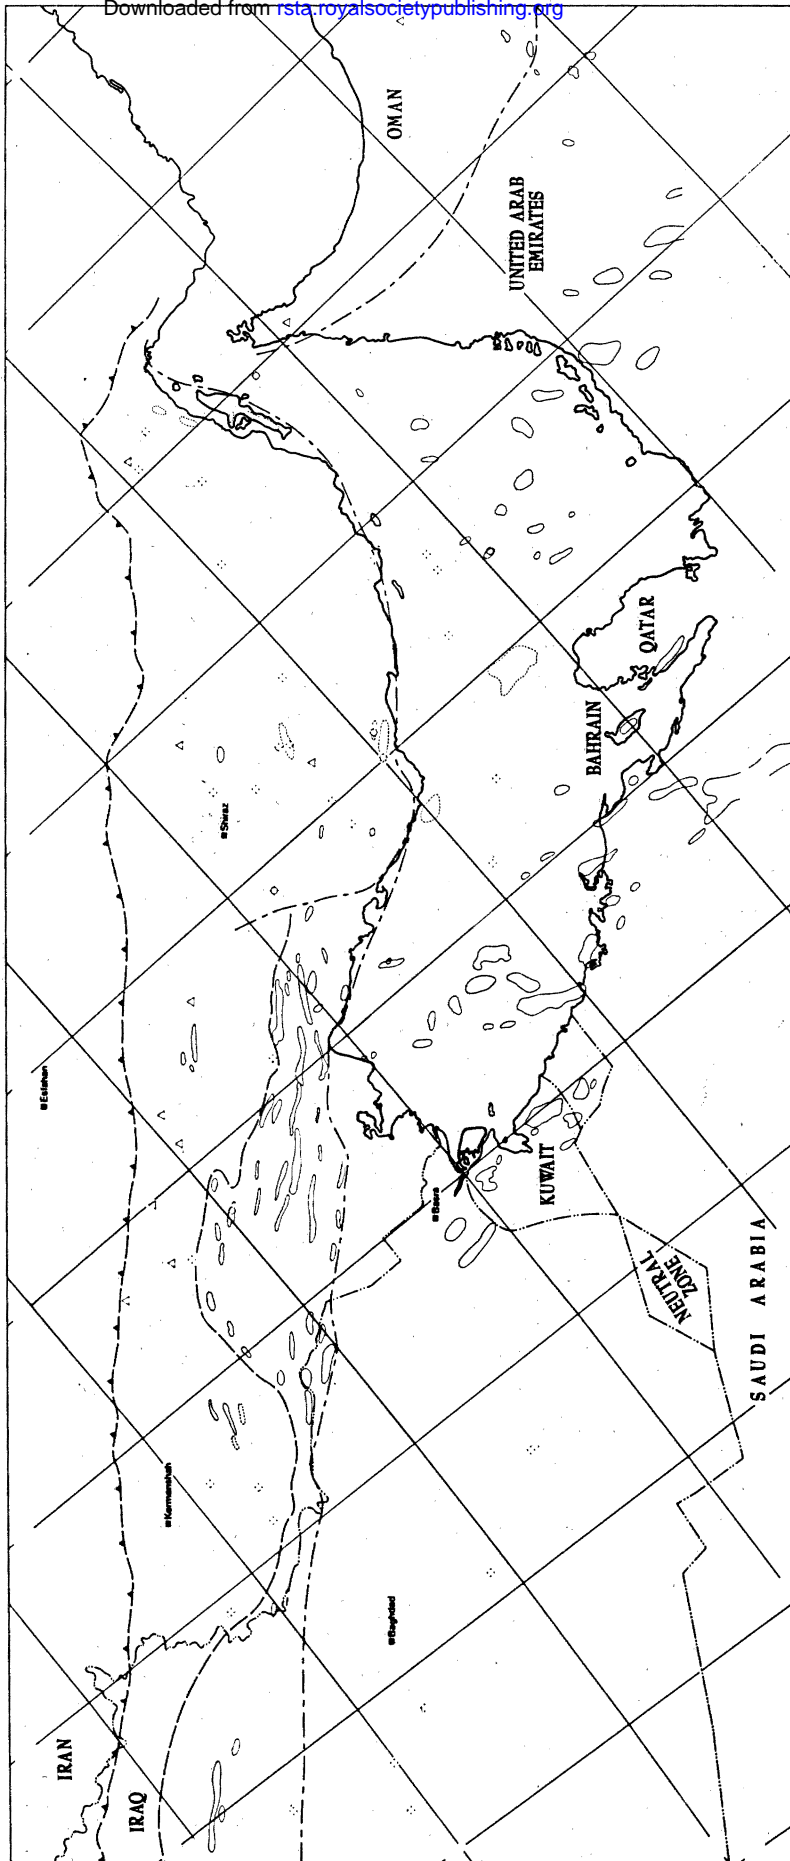 Downloaded from rsta.royalsocietypublishing.org
OMAN
UNITED ARAB
EMIRATES
QATAR
BAHRAIN
Shiraz
Esfahan
KUWAIT
Basra
NEUTRAL
ZONE
SAUDI ARABIA
Kermanshah
Baghdad
IRAN
IRAQ